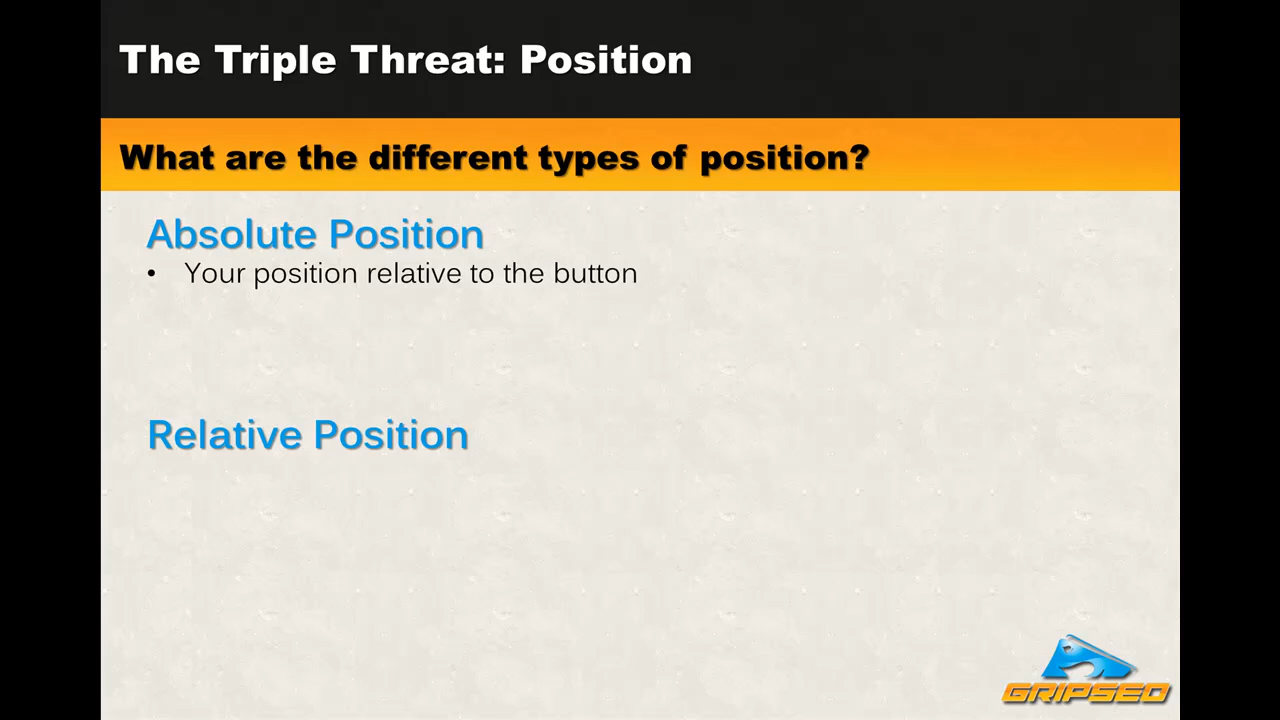 The Triple Threat: Position
What are the different types of position?
Absolute Position
• Your position relative to the button
Relative Position
GRIPSED